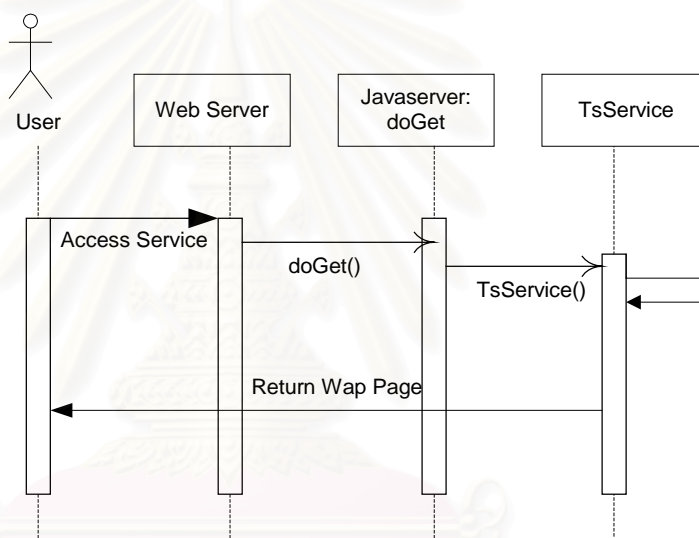 User
Web Server
Javaserver:
doGet
TsService
Access Service
doGet()
TsService()
Return Wap Page